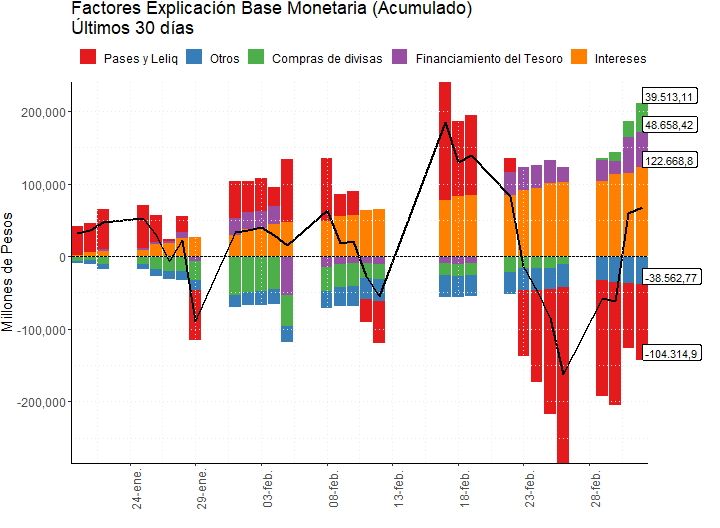 Factores Explicación Base Monetaria (Acumulado)
Últimos 30 días
Pases y Leliq Otros Compras de divisas Financiamiento del Tesoro Intereses
Millones de Pesos
200,000
100,000
0
-100,000
-200,000
39.513,11
48.658,42
122.668,8
-38.562,77
-104.314,9
24-ene.
29-ene.
03-feb.
08-feb.
13-feb.
18-feb.
23-feb.
28-feb.